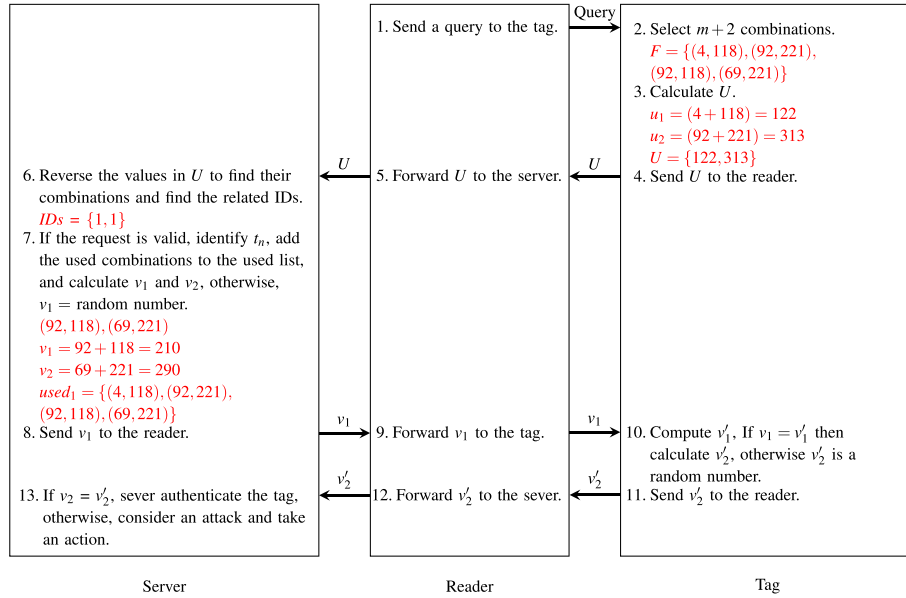 Query
1. Send a query to the tag.
2. Select m + 2 combinations.
F = {(4,118),(92,221),
(92,118),(69,221)}
3. Calculate U.
u₁ = (4+118) = 122
u₂ = (92+221) = 313
U = {122,313}
4. Send U to the reader.
U
5. Forward U to the server.
U
6. Reverse the values in U to find their
combinations and find the related IDs.
IDs = {1,1}
7. If the request is valid, identify tₙ, add
the used combinations to the used list,
and calculate v₁ and v₂, otherwise,
v₁ = random number.
(92,118),(69,221)
v₁ = 92+118 = 210
v₂ = 69+221 = 290
used₁ = {(4,118),(92,221),
(92,118),(69,221)}
8. Send v₁ to the reader.
v₁
9. Forward v₁ to the tag.
v₁
10. Compute v′₁, If v₁ = v′₁ then
calculate v′₂, otherwise v′₂ is a
random number.
11. Send v′₂ to the reader.
v′₂
12. Forward v′₂ to the sever.
v′₂
13. If v₂ = v′₂, sever authenticate the tag,
otherwise, consider an attack and take
an action.
Server
Reader
Tag